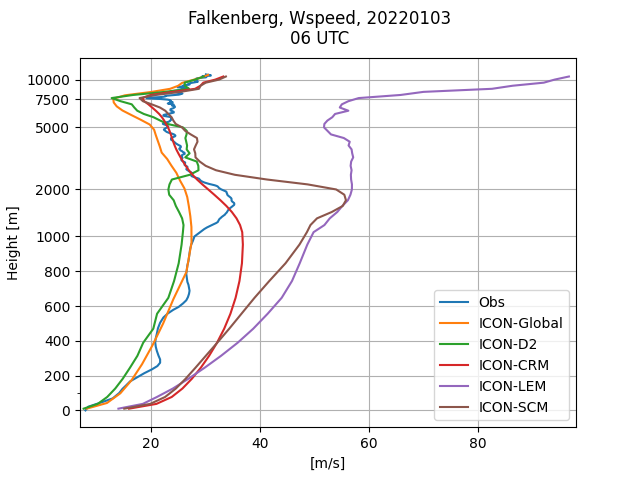 Falkenberg, Wspeed, 20220103
06 UTC
Height [m]
10000
7500
5000
2000
1000
800
600
400
200
0
20
40
60
80
[m/s]
Obs
ICON-Global
ICON-D2
ICON-CRM
ICON-LEM
ICON-SCM